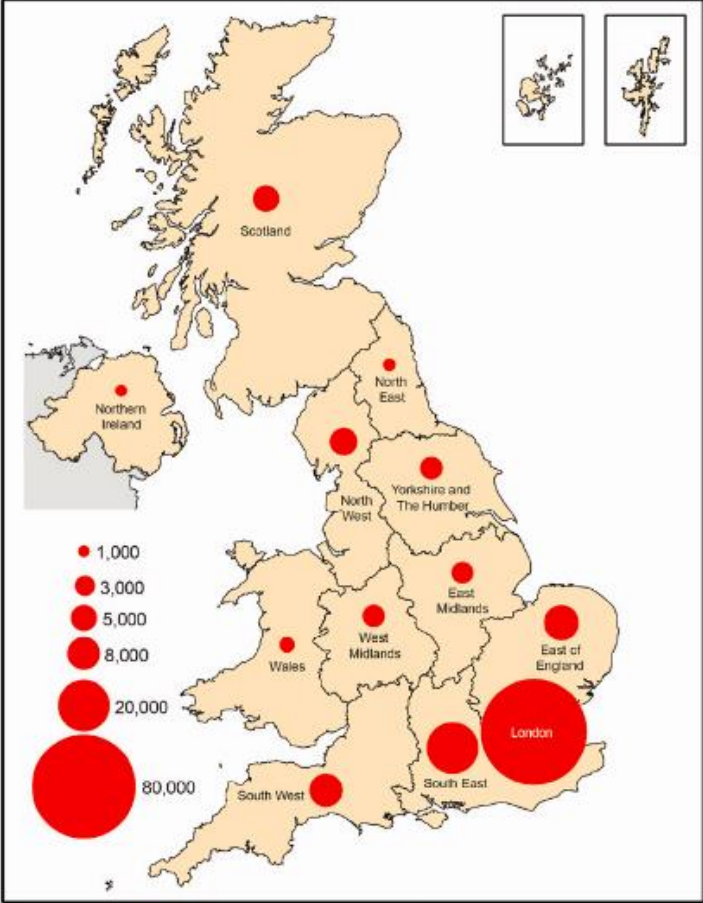 Scotland
North
East
Northern
Ireland
Yorkshire and
The Humber
North
West
1,000
3,000
5,000
8,000
20,000
80,000
East
Midlands
West
Midlands
Wales
East of
England
London
South East
South West